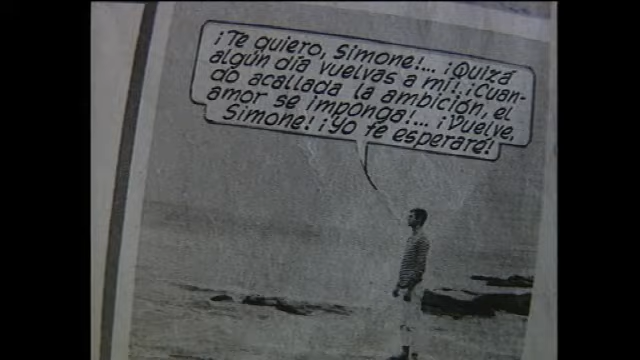 ¡Te quiero, Simone!... ¡Quizá
algún día vuelvas a mí! ¡Cuan-
do acallada la ambición, el
amor se imponga!... ¡Vuelve,
Simone! ¡Yo te esperaré!